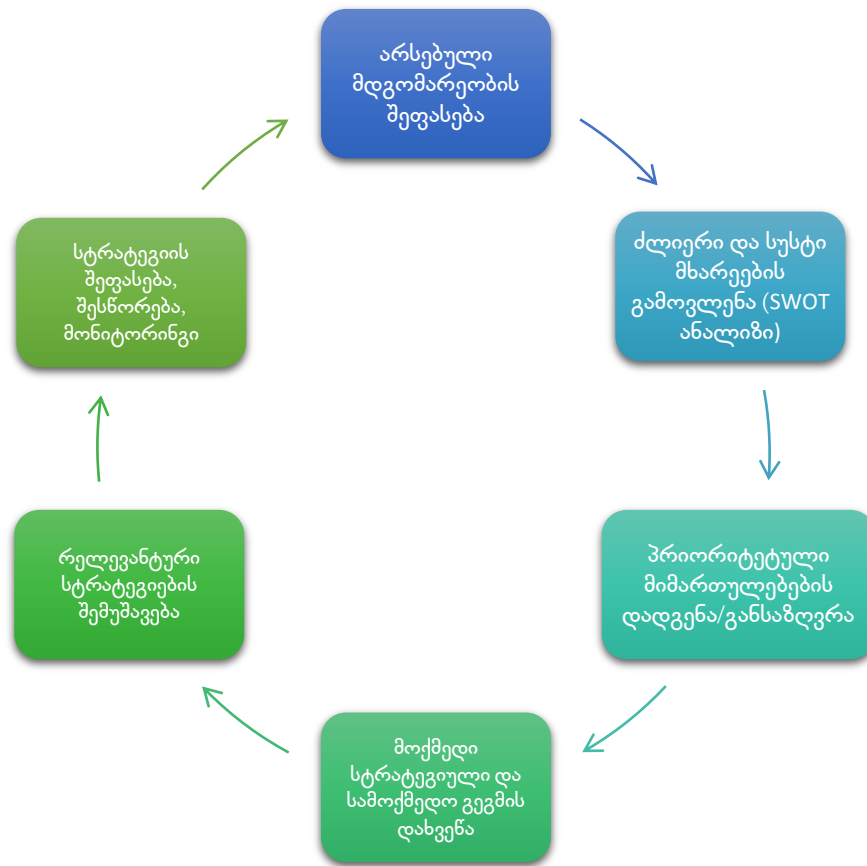 არსებული
მდგომარეობის
შეფასება
ძლიერი და სუსტი
მხარეების
გამოვლენა (SWOT
ანალიზი)
პრიორიტეტული
მიმართულებების
დადგენა/განსაზღვრა
მოქმედი
სტრატეგიული და
სამოქმედო გეგმის
დახვეწა
რელევანტური
სტრატეგიების
შემუშავება
სტრატეგიის
შეფასება,
შესწორება,
მონიტორინგი